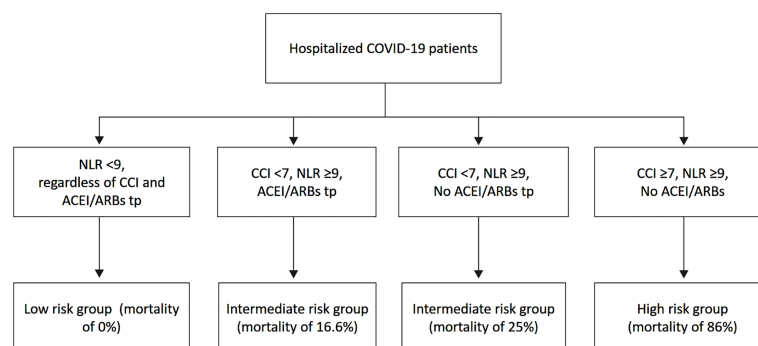 Hospitalized COVID-19
patients
NLR <9,
regardless of CCI and
ACEI/ARBs tp
CCI <7, NLR ≥9,
ACEI/ARBs tp
CCI <7, NLR ≥9,
No ACEI/ARBs tp
CCI ≥7, NLR ≥9,
No ACEI/ARBs
Low risk group (mortality
of 0%)
Intermediate risk group
(mortality of 16.6%)
Intermediate risk group
(mortality of 25%)
High risk group
(mortality of 86%)